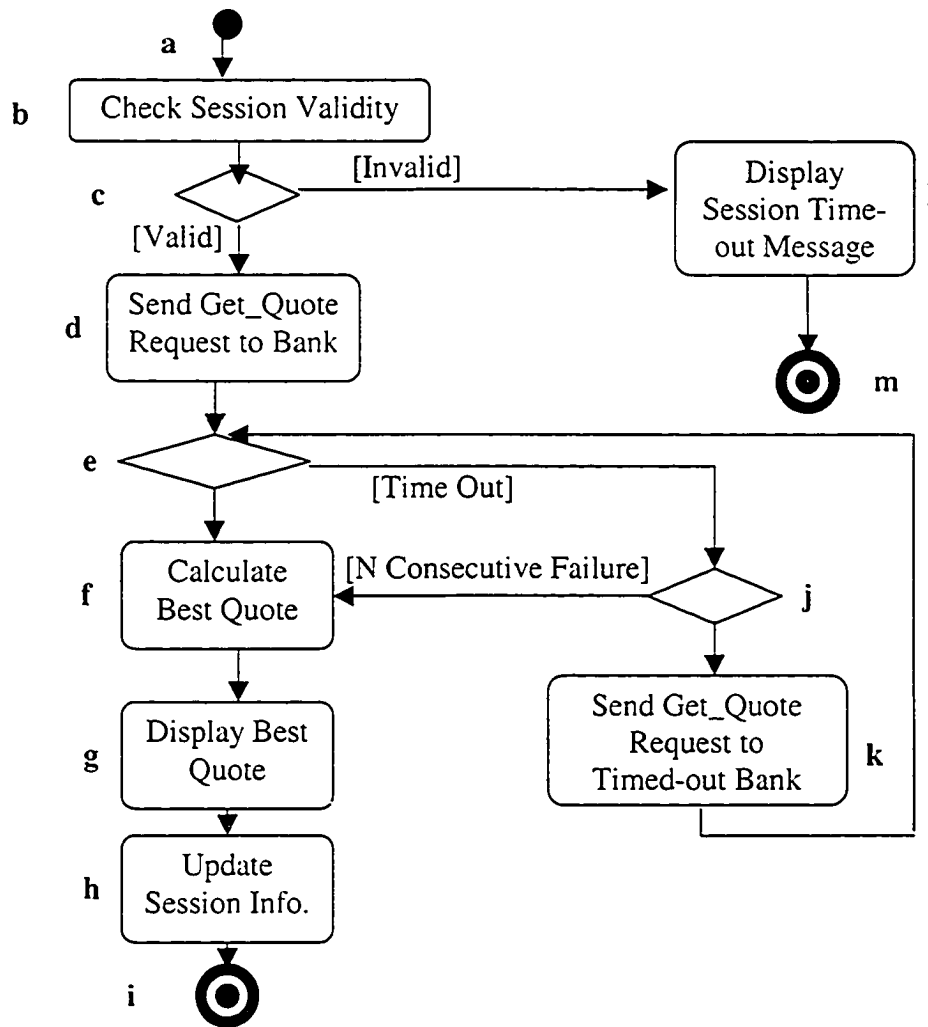 a
b
Check Session Validity
c
[Invalid]
Display
Session Time-
out Message
[Valid]
d
Send Get_Quote
Request to Bank
m
e
[Time Out]
f
Calculate
Best Quote
[N Consecutive Failure]
j
g
Display Best
Quote
Send Get_Quote
Request to
Timed-out Bank
k
h
Update
Session Info.
i